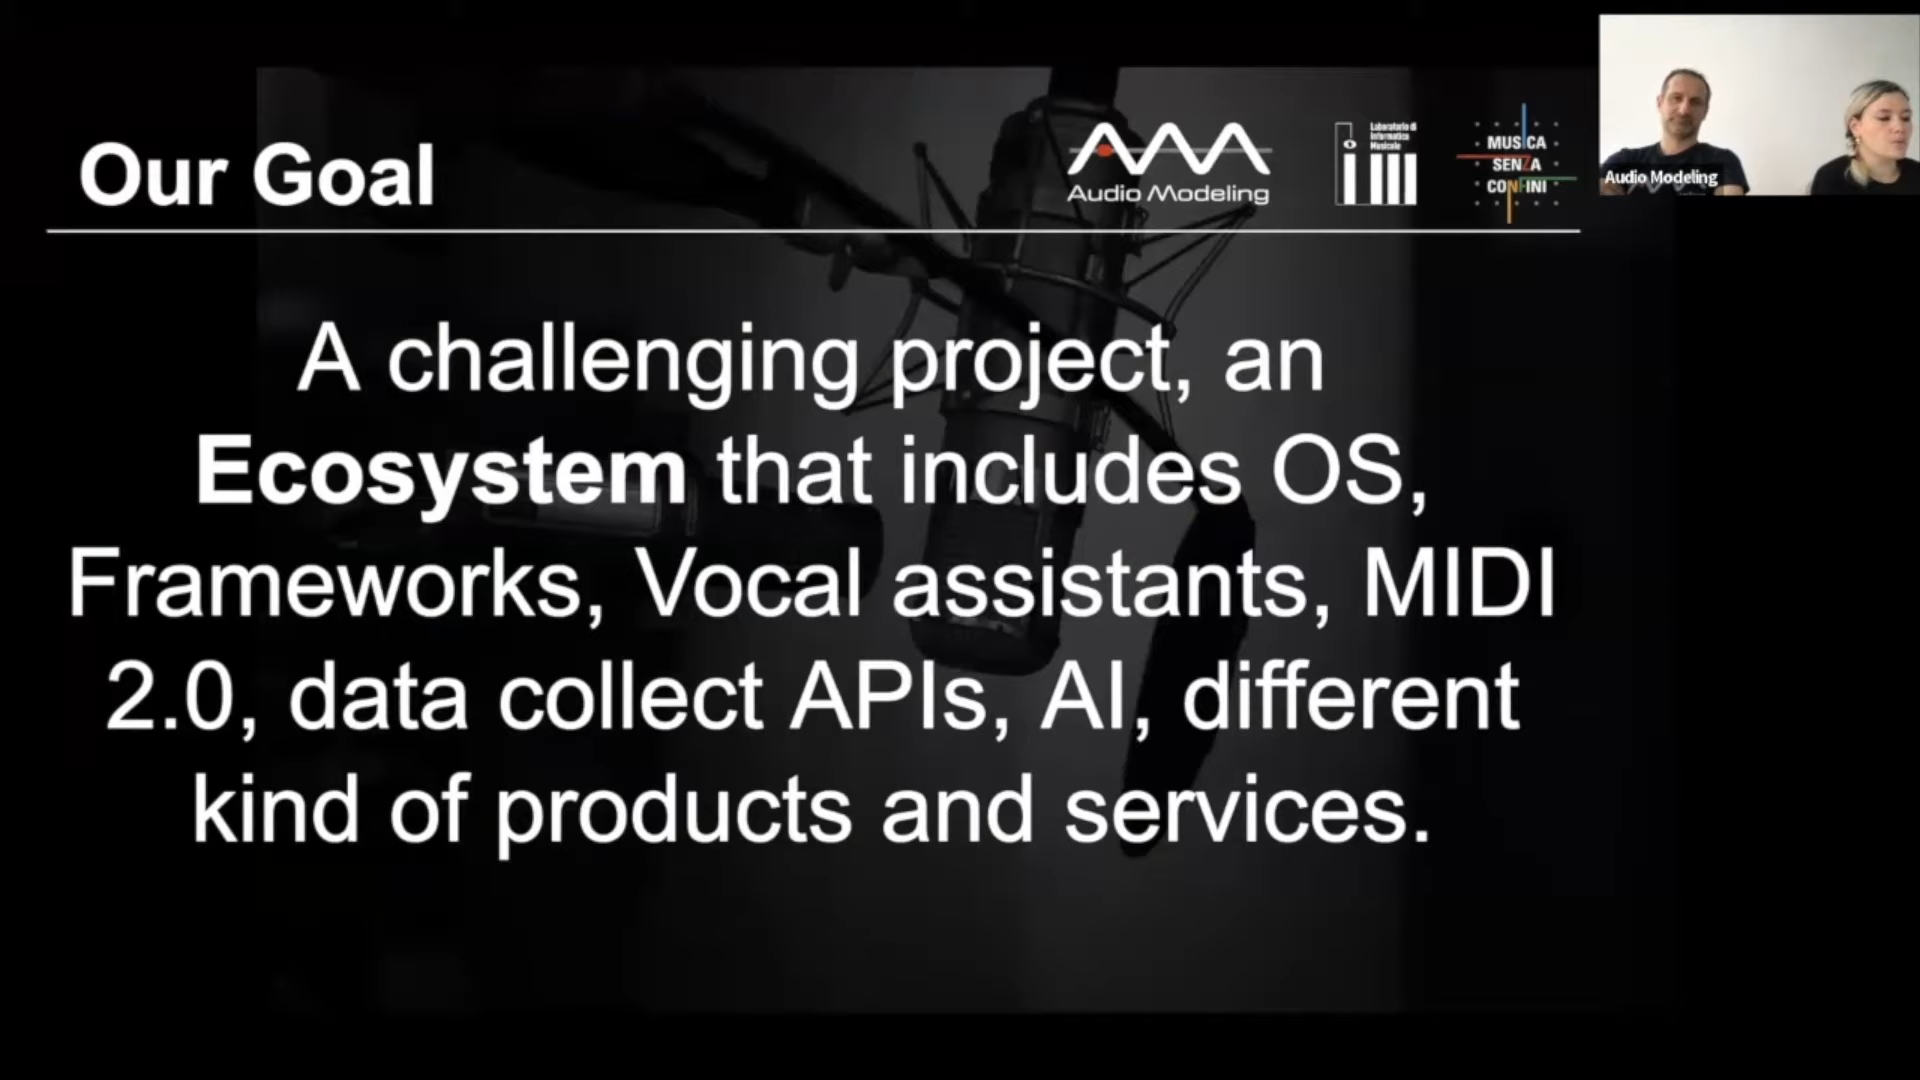 Our Goal
Audio Modeling
Laboratorio di
Informatica
Musicale
MUSICA
SENZA
CONFINI
Audio Modeling
A challenging project, an
Ecosystem that includes OS,
Frameworks, Vocal assistants, MIDI
2.0, data collect APIs, AI, different
kind of products and services.